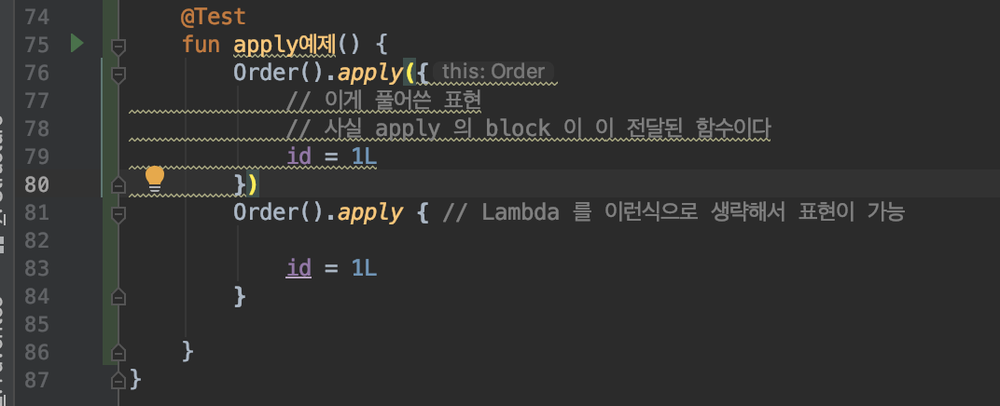 74 @Test
75 fun apply예제() {
76 Order().apply({ this: Order
77 // 이게 풀어쓴 표현
78 // 사실 apply 의 block 이 이 전달된 함수이다
79 id = 1L
80 })
81 Order().apply { // Lambda 를 이런식으로 생략해서 표현이 가능
82
83 id = 1L
84 }
85
86 }
87 }